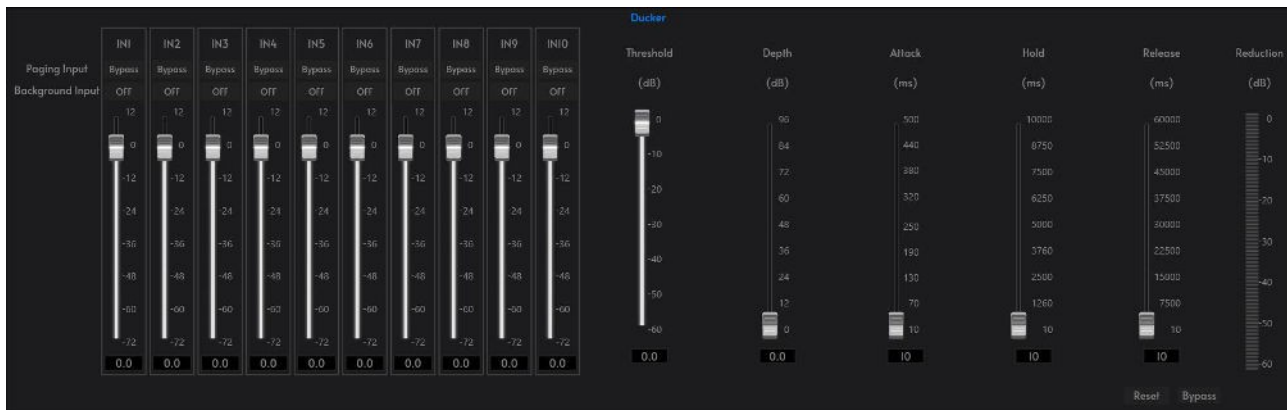 Ducker
IN1 IN2 IN3 IN4 IN5 IN6 IN7 IN8 IN9 IN10
Threshold Depth Attack Hold Release Reduction
Paging Input Bypass Bypass Bypass Bypass Bypass Bypass Bypass Bypass Bypass Bypass
(dB) (dB) (ms) (ms) (ms) (dB)
Background Input OFF OFF OFF OFF OFF OFF OFF OFF OFF OFF
12 12 12 12 12 12 12 12 12 12
0 96 500 10000 60000 0
0 0 0 0 0 0 0 0 0 0
-10 84 440 8750 52500 -10
-12 -12 -12 -12 -12 -12 -12 -12 -12 -12
72 380 7500 45000
-20 60 320 6250 37500 -20
-24 -24 -24 -24 -24 -24 -24 -24 -24 -24
-30 48 250 5000 30000 -30
-36 -36 -36 -36 -36 -36 -36 -36 -36 -36
-40 36 190 3760 22500
-48 -48 -48 -48 -48 -48 -48 -48 -48 -48
24 130 2500 15000 -40
-50 12 70 1260 7500
-60 -60 -60 -60 -60 -60 -60 -60 -60 -60
-60 0 10 10 10 -50
-72 -72 -72 -72 -72 -72 -72 -72 -72 -72
0.0 0.0 10 10 10
0.0 0.0 0.0 0.0 0.0 0.0 0.0 0.0 0.0 0.0 -60
Reset Bypass